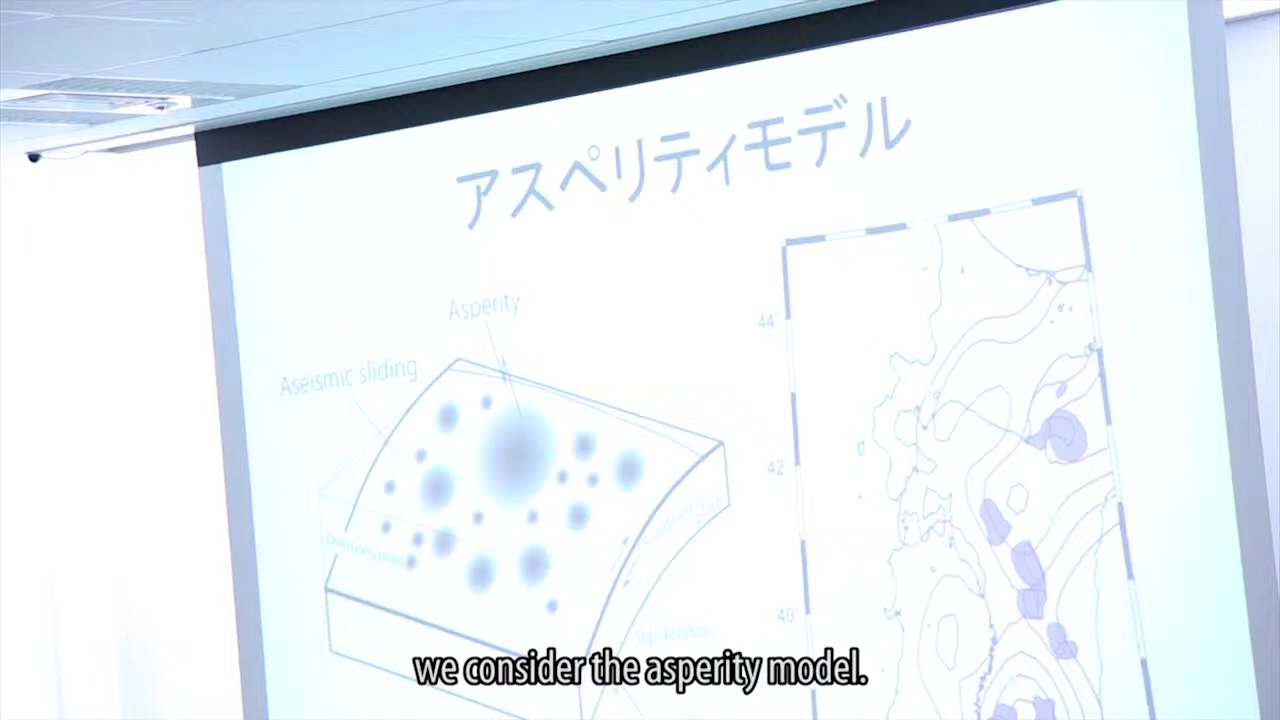 アスペリティモデル
Asperity
Aseismic sliding
44°
42°
40°
we consider the asperity model.